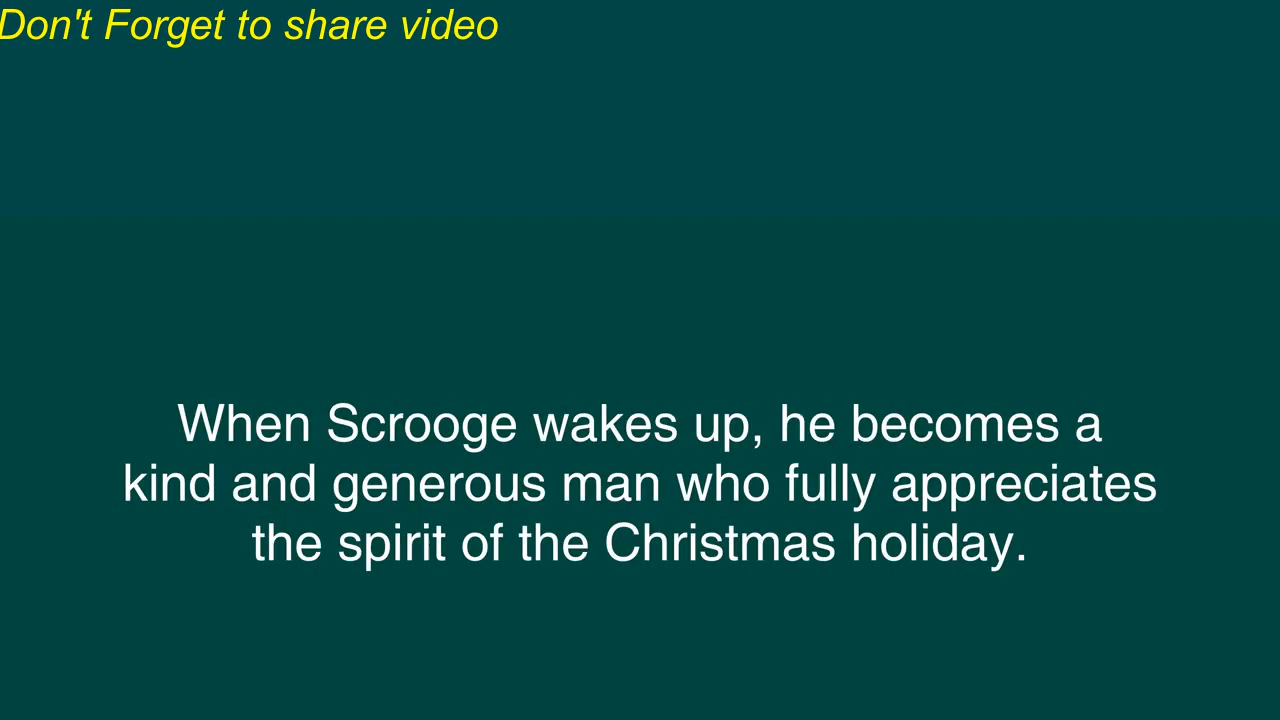 Don't Forget to share video
When Scrooge wakes up, he becomes a
kind and generous man who fully appreciates
the spirit of the Christmas holiday.